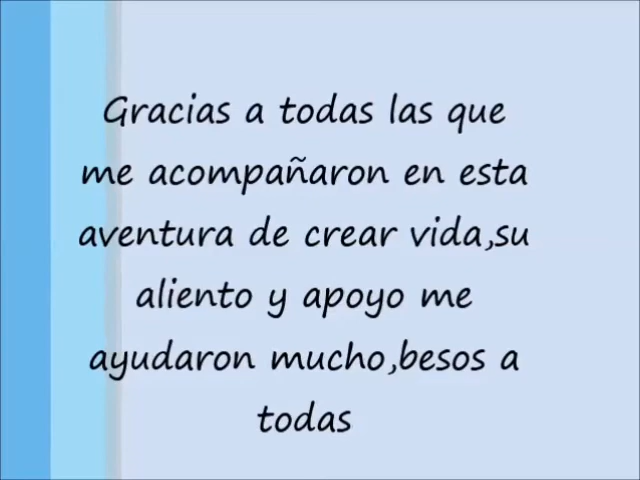 Gracias a todas las que
me acompañaron en esta
aventura de crear vida,su
aliento y apoyo me
ayudaron mucho,besos a
todas